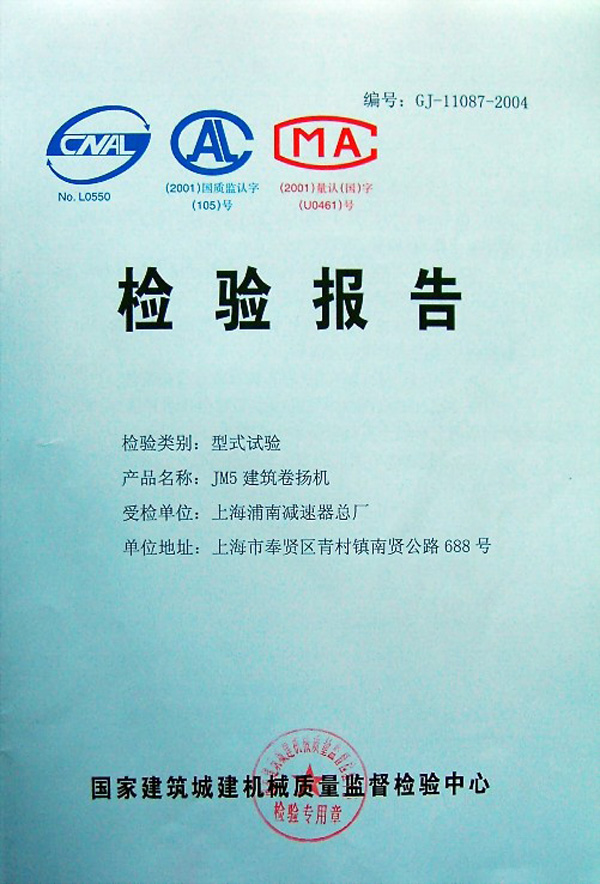 编号：GJ-11087-2004
CNAL
CAL
CMA
No. L0550
(2001)国质监认字
(105)号
(2001)量认(国)字
(U0461)号
检验报告
检验类别：型式试验
产品名称：JM5 建筑卷扬机
受检单位：上海浦南减速器总厂
单位地址：上海市奉贤区青村镇南贤公路 688 号
国家建筑城建机械质量监督检验中心
检验专用章